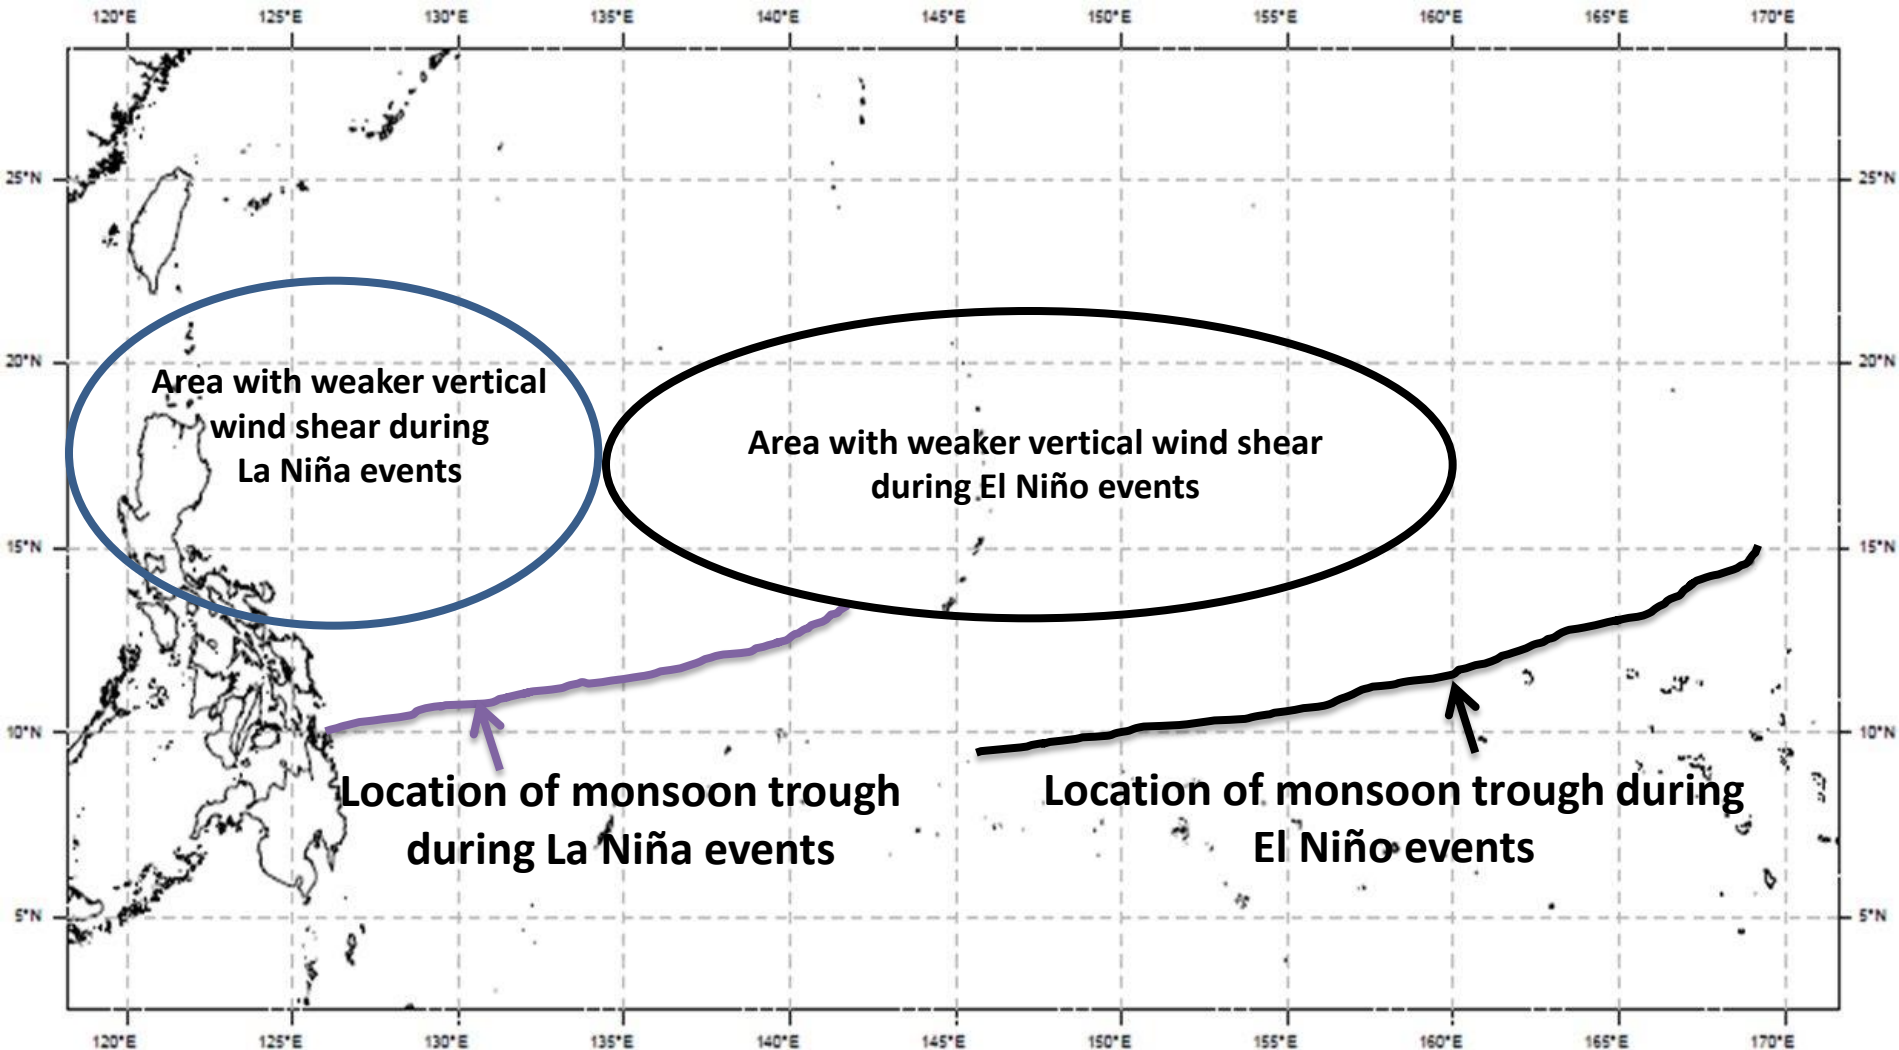 120°E 125°E 130°E 135°E 140°E 145°E 150°E 155°E 160°E 165°E 170°E
25°N 25°N
20°N 20°N
Area with weaker vertical
wind shear during
La Niña events
Area with weaker vertical wind shear
during El Niño events
15°N 15°N
10°N 10°N
Location of monsoon trough
during La Niña events
Location of monsoon trough during
El Niño events
5°N 5°N
120°E 125°E 130°E 135°E 140°E 145°E 150°E 155°E 160°E 165°E 170°E